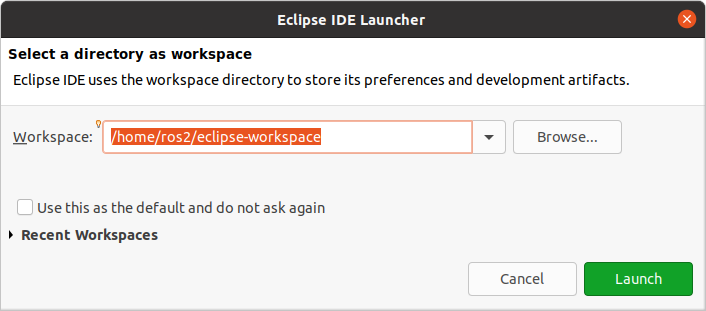 Eclipse IDE Launcher
Select a directory as workspace
Eclipse IDE uses the workspace directory to store its preferences and development artifacts.
Workspace: /home/ros2/eclipse-workspace Browse...
Use this as the default and do not ask again
Recent Workspaces
Cancel Launch